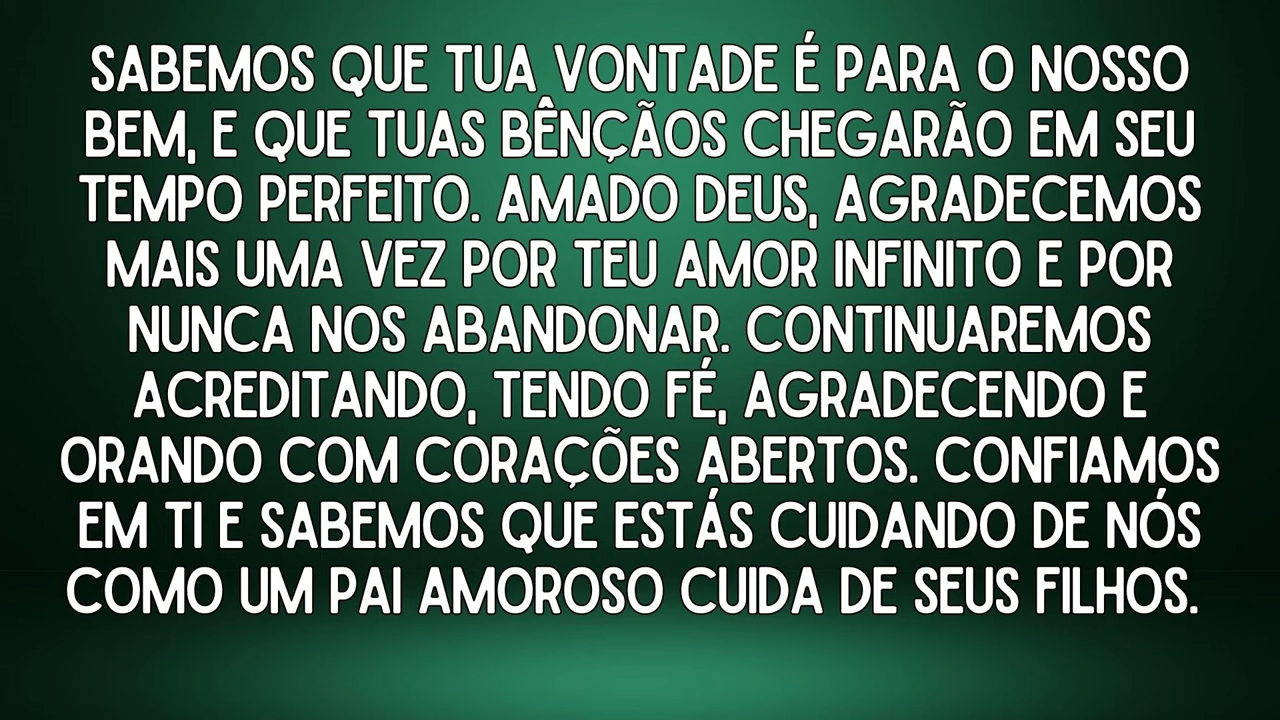 SABEMOS QUE TUA VONTADE É PARA O NOSSO
BEM, E QUE TUAS BÊNÇÃOS CHEGARÃO EM SEU
TEMPO PERFEITO. AMADO DEUS, AGRADECEMOS
MAIS UMA VEZ POR TEU AMOR INFINITO E POR
NUNCA NOS ABANDONAR. CONTINUAREMOS
ACREDITANDO, TENDO FÉ, AGRADECENDO E
ORANDO COM CORAÇÕES ABERTOS. CONFIAMOS
EM TI E SABEMOS QUE ESTÁS CUIDANDO DE NÓS
COMO UM PAI AMOROSO CUIDA DE SEUS FILHOS.